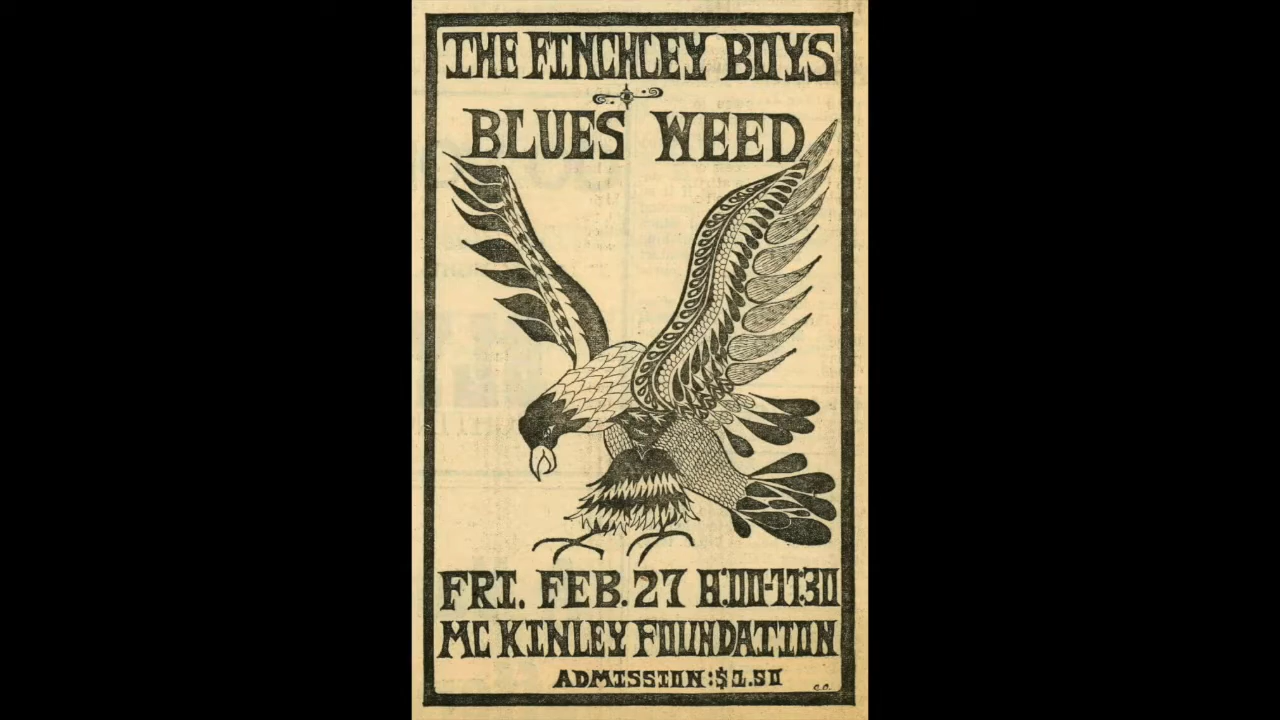 THE FINCHLEY BOYS
BLUES WEED
FRI. FEB. 27 8:00-11:30
MC KINLEY FOUNDATION
ADMISSION: $1.50